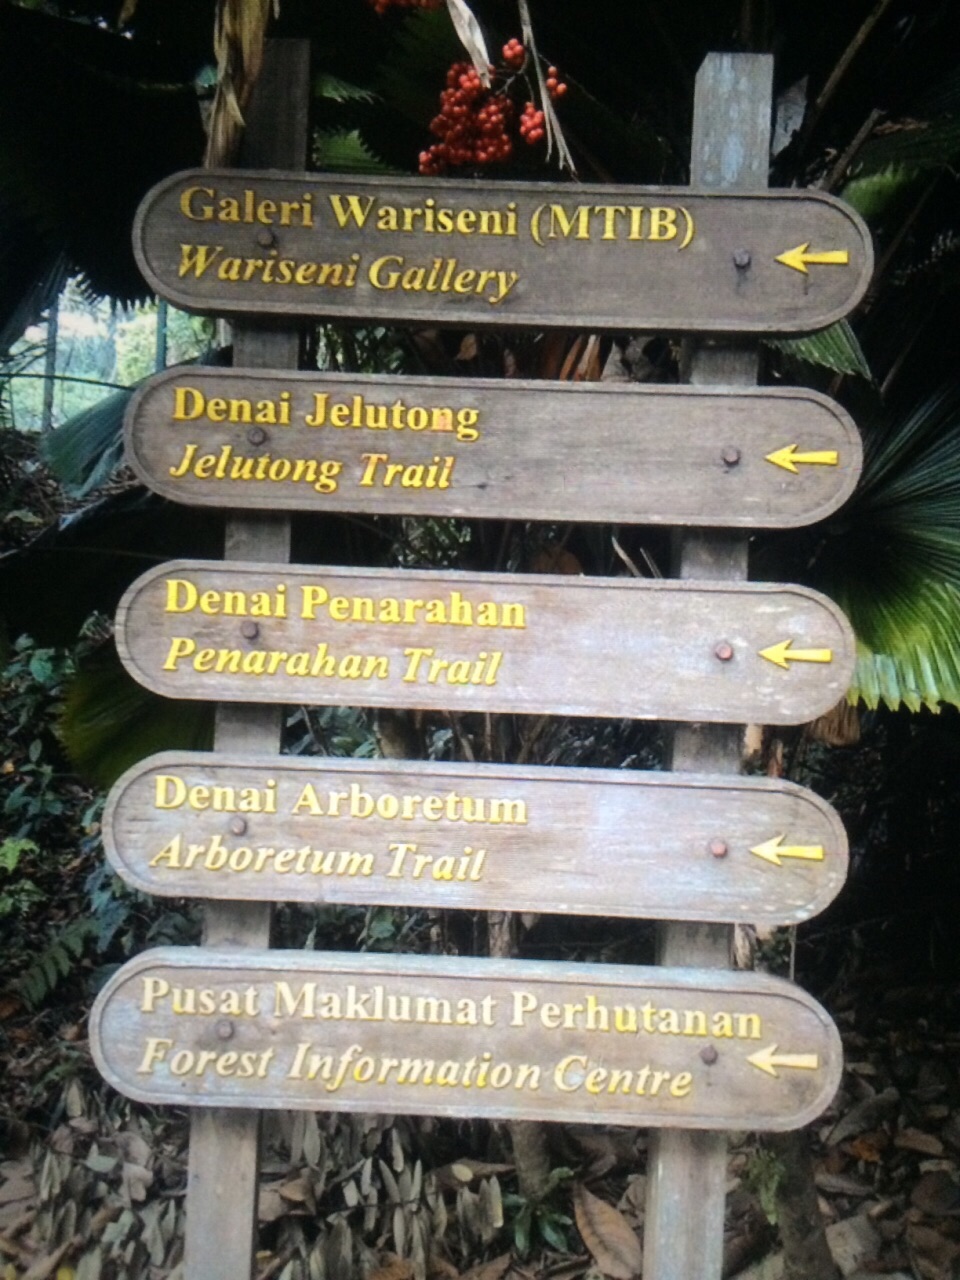 Galeri Wariseni (MTIB)
Wariseni Gallery
Denai Jelutong
Jelutong Trail
Denai Penarahan
Penarahan Trail
Denai Arboretum
Arboretum Trail
Pusat Maklumat Perhutanan
Forest Information Centre